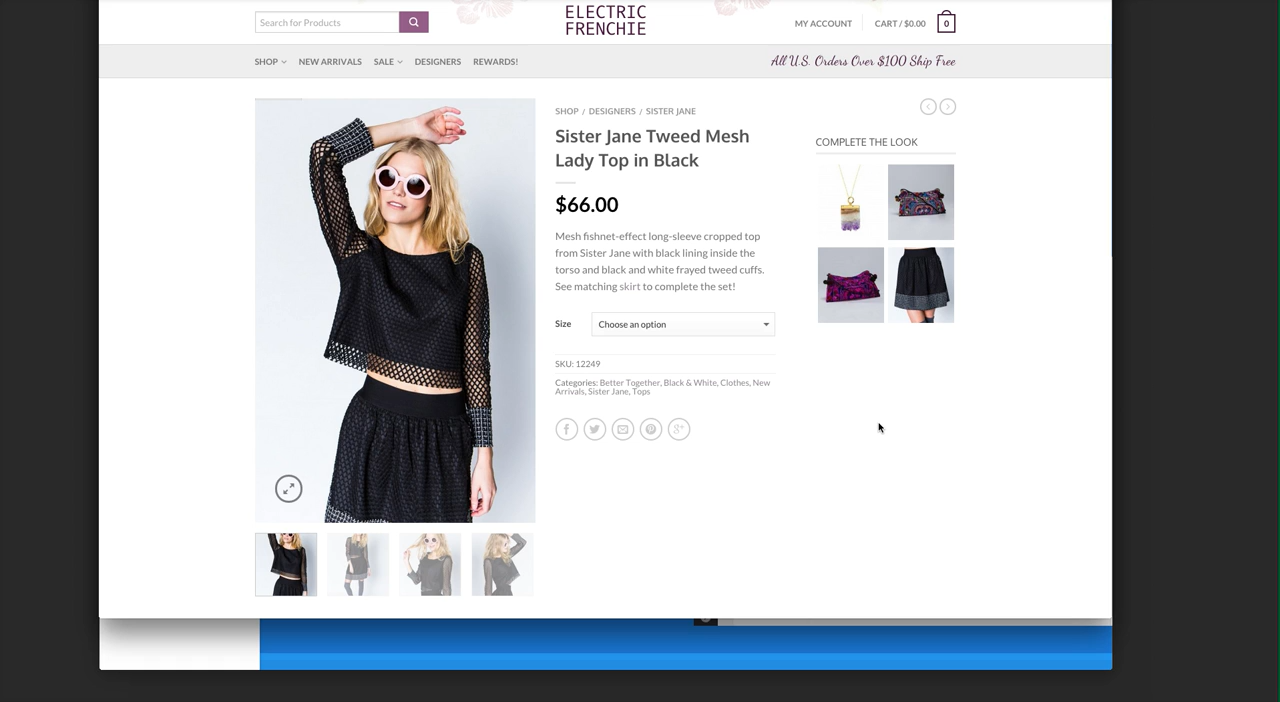 Search for Products
ELECTRIC
FRENCHIE
MY ACCOUNT
CART / $0.00
0
SHOP
NEW ARRIVALS
SALE
DESIGNERS
REWARDS!
All U.S. Orders Over $100 Ship Free
SHOP / DESIGNERS / SISTER JANE
Sister Jane Tweed Mesh
Lady Top in Black
$66.00
Mesh fishnet-effect long-sleeve cropped top
from Sister Jane with black lining inside the
torso and black and white frayed tweed cuffs.
See matching skirt to complete the set!
Size
Choose an option
SKU: 12249
Categories: Better Together, Black & White, Clothes, New
Arrivals, Sister Jane, Tops
COMPLETE THE LOOK